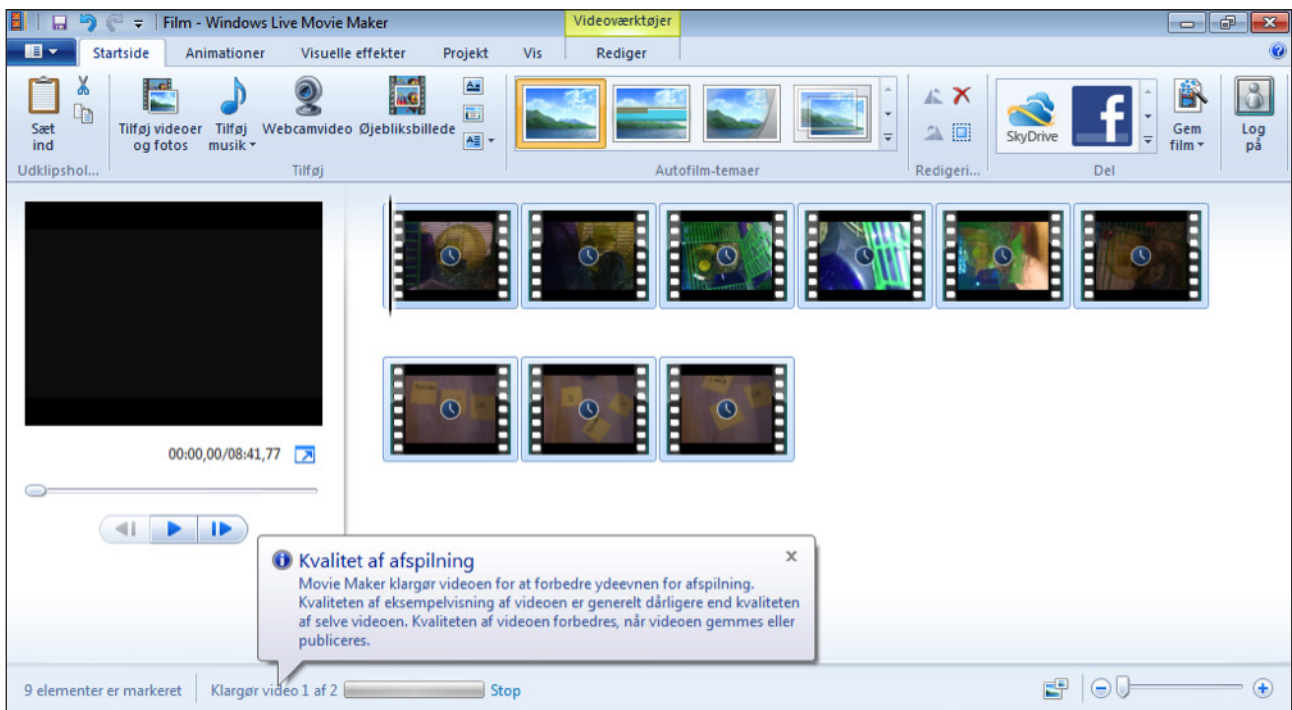 Film - Windows Live Movie Maker
Videoværktøjer
Startside Animationer Visuelle effekter Projekt Vis Rediger
Sæt ind
Tilføj videoer og fotos
Tilføj musik
Webcamvideo
Øjebliksbillede
SkyDrive
Gem film
Log på
Udklipshol...
Tilføj
Autofilm-temaer
Redigeri...
Del
00:00,00/08:41,77
Kvalitet af afspilning
Movie Maker klargør videoen for at forbedre ydeevnen for afspilning.
Kvaliteten af eksempelvisning af videoen er generelt dårligere end kvaliteten
af selve videoen. Kvaliteten af videoen forbedres, når videoen gemmes eller
publiceres.
9 elementer er markeret
Klargør video 1 af 2
Stop